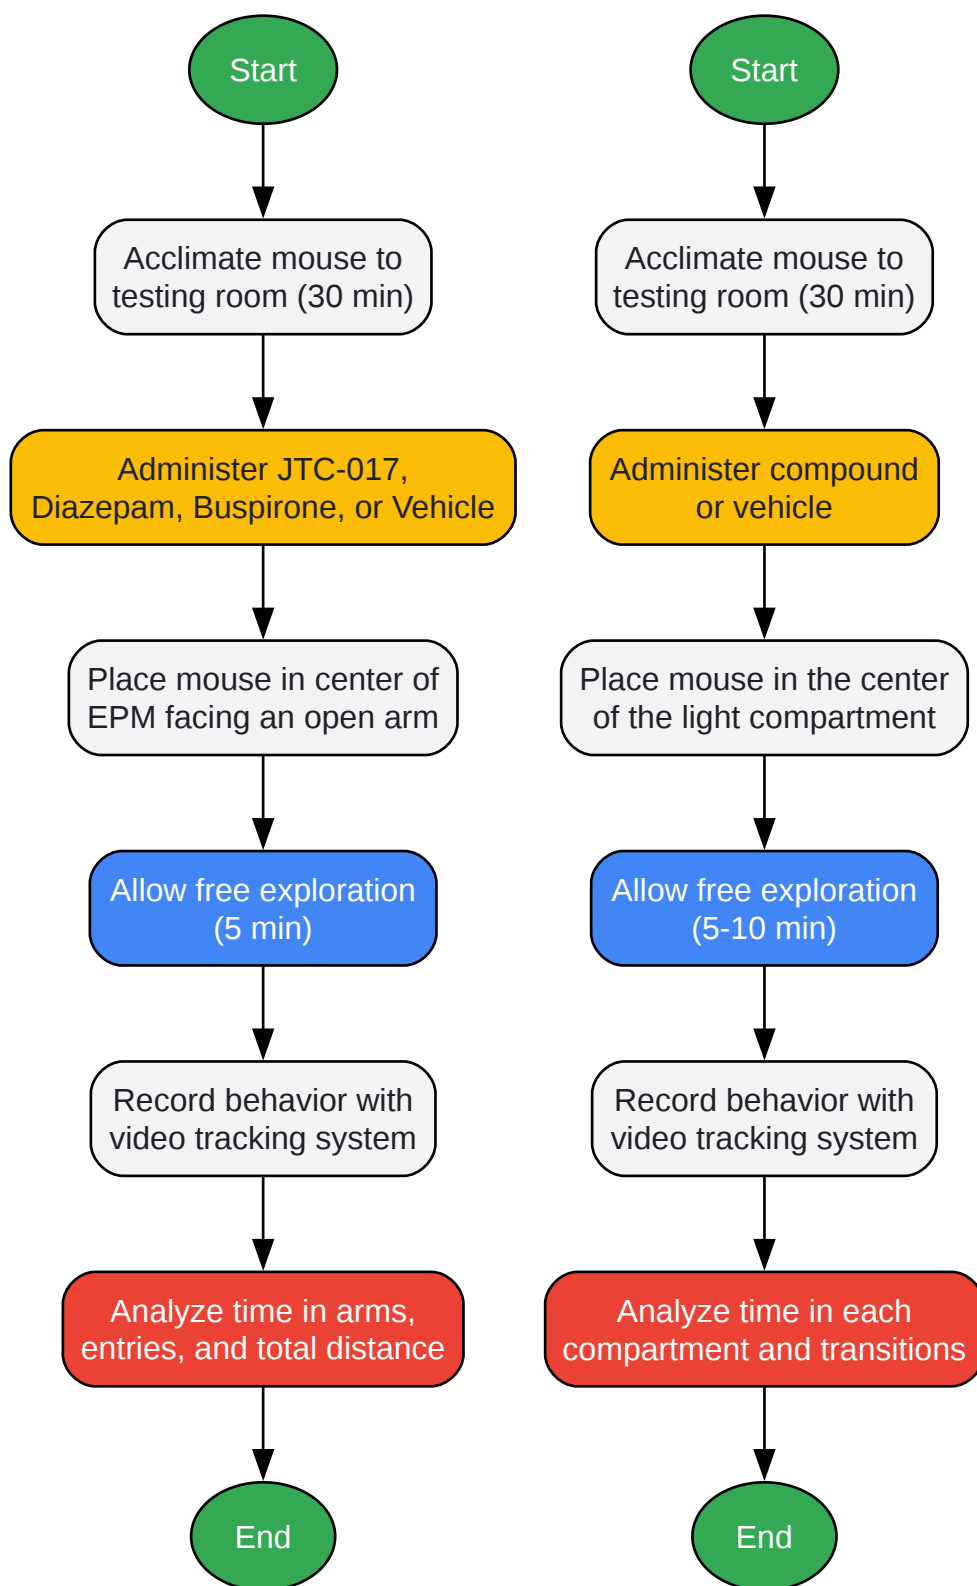 Start
Acclimate mouse to
testing room (30 min)
Administer JTC-017,
Diazepam, Buspirone, or Vehicle
Place mouse in center of
EPM facing an open arm
Allow free exploration
(5 min)
Record behavior with
video tracking system
Analyze time in arms,
entries, and total distance
End
Start
Acclimate mouse to
testing room (30 min)
Administer compound
or vehicle
Place mouse in the center
of the light compartment
Allow free exploration
(5-10 min)
Record behavior with
video tracking system
Analyze time in each
compartment and transitions
End